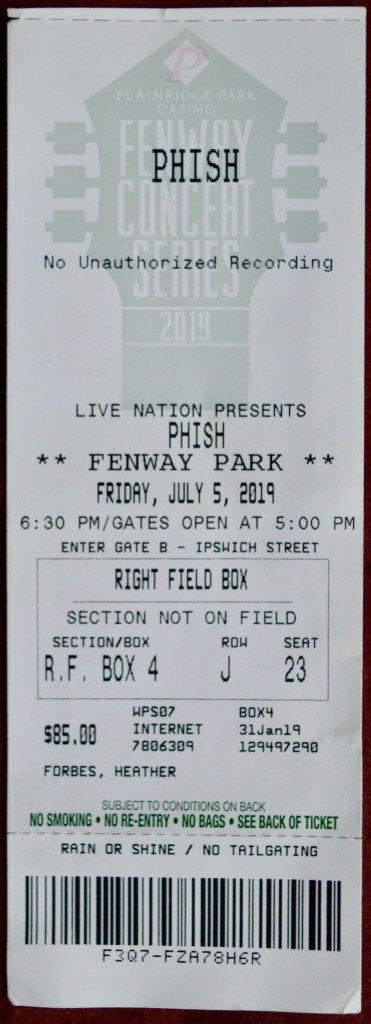 P
PLAINRIDGE PARK
CASINO
FENWAY
PHISH
CONCERT
No Unauthorized Recording
SERIES
2019
LIVE NATION PRESENTS
PHISH
** FENWAY PARK **
FRIDAY, JULY 5, 2019
6:30 PM/GATES OPEN AT 5:00 PM
ENTER GATE B - IPSWICH STREET
RIGHT FIELD BOX
SECTION NOT ON FIELD
SECTION/BOX ROW SEAT
R.F. BOX 4 J 23
WPS07 BOX4
$85.00 INTERNET 31Jan19
7806309 129497290
FORBES, HEATHER
SUBJECT TO CONDITIONS ON BACK
NO SMOKING • NO RE-ENTRY • NO BAGS • SEE BACK OF TICKET
RAIN OR SHINE / NO TAILGATING
F3Q7-FZA78H6R